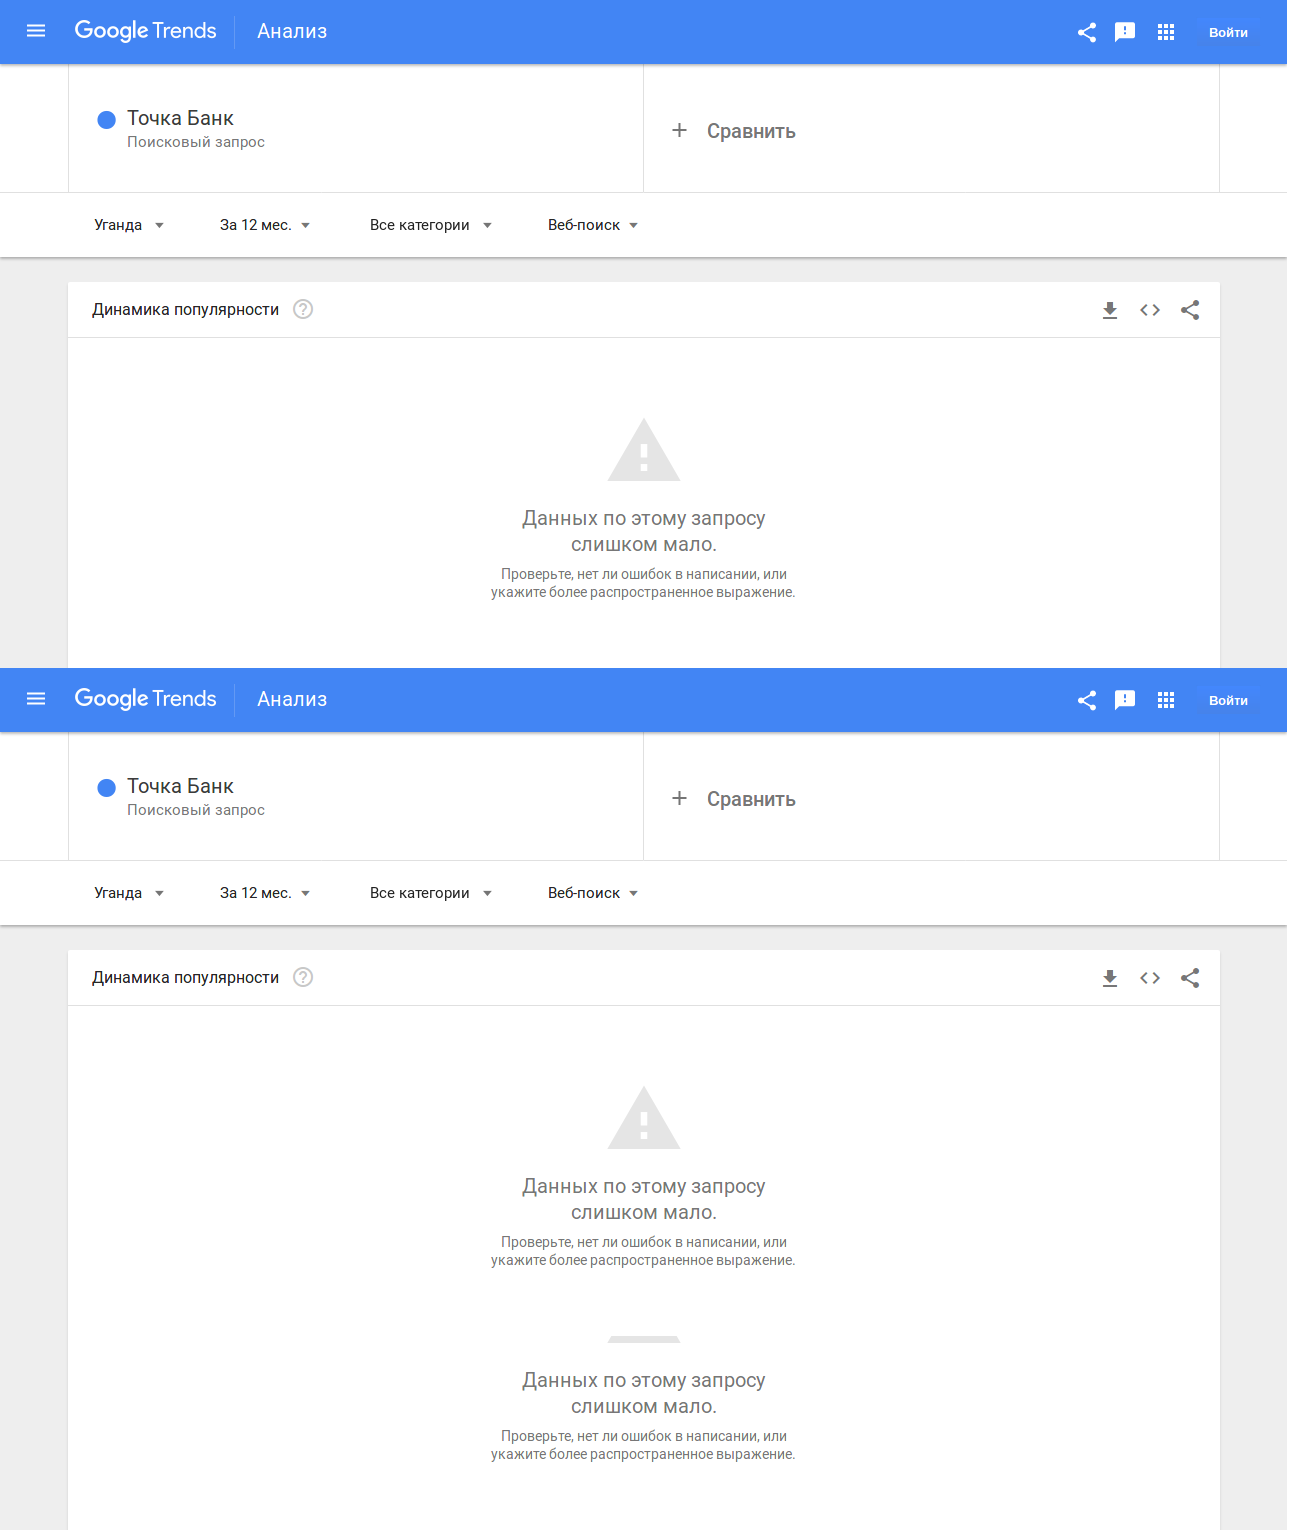 Google Trends Анализ Войти
Точка Банк
Поисковый запрос
+ Сравнить
Уганда За 12 мес. Все категории Веб-поиск
Динамика популярности
Данных по этому запросу
слишком мало.
Проверьте, нет ли ошибок в написании, или
укажите более распространенное выражение.
Google Trends Анализ Войти
Точка Банк
Поисковый запрос
+ Сравнить
Уганда За 12 мес. Все категории Веб-поиск
Динамика популярности
Данных по этому запросу
слишком мало.
Проверьте, нет ли ошибок в написании, или
укажите более распространенное выражение.
Данных по этому запросу
слишком мало.
Проверьте, нет ли ошибок в написании, или
укажите более распространенное выражение.